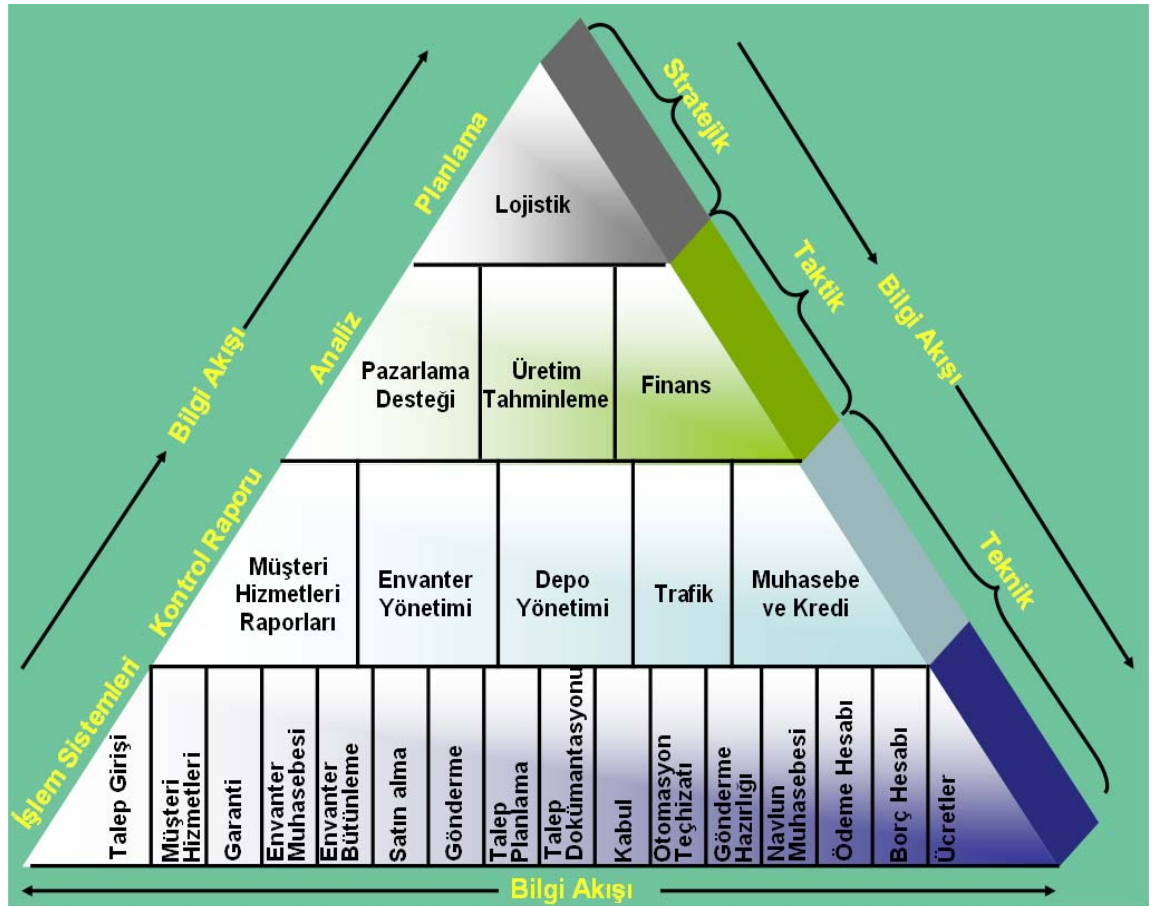 Stratejik
Planlama
Lojistik
Taktik
Bilgi Akışı
Bilgi Akışı
Analiz
Pazarlama
Desteği
Üretim
Tahminleme
Finans
Teknik
Kontrol Raporu
Müşteri
Hizmetleri
Raporları
Envanter
Yönetimi
Depo
Yönetimi
Trafik
Muhasebe
ve Kredi
İşlem Sistemleri
Talep Girişi
Müşteri
Hizmetleri
Garanti
Envanter
Muhasebesi
Envanter
Bütünleme
Satın alma
Gönderme
Talep
Planlama
Talep
Dokümantasyonu
Kabul
Otomasyon
Teçhizatı
Gönderme
Hazırlığı
Navlun
Muhasebesi
Ödeme Hesabı
Borç Hesabı
Ücretler
Bilgi Akışı